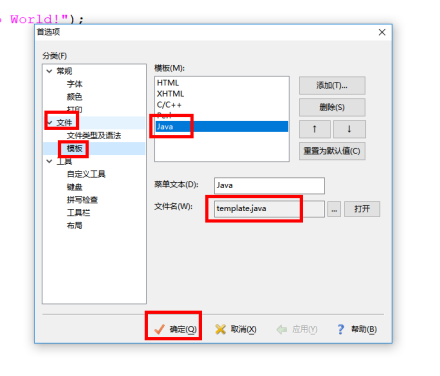 World!");
首选项
分类(F)
常规
字体
颜色
打印
文件
文件类型及语法
模板
工具
自定义工具
键盘
拼写检查
工具栏
布局
模板(M):
HTML
XHTML
C/C++
Perl
Java
添加(T)...
删除(S)
↑ ↓
重置为默认值(C)
菜单文本(D): Java
文件名(W): template.java ... 打开
确定(O) 取消(X) 应用(Y) ? 帮助(B)